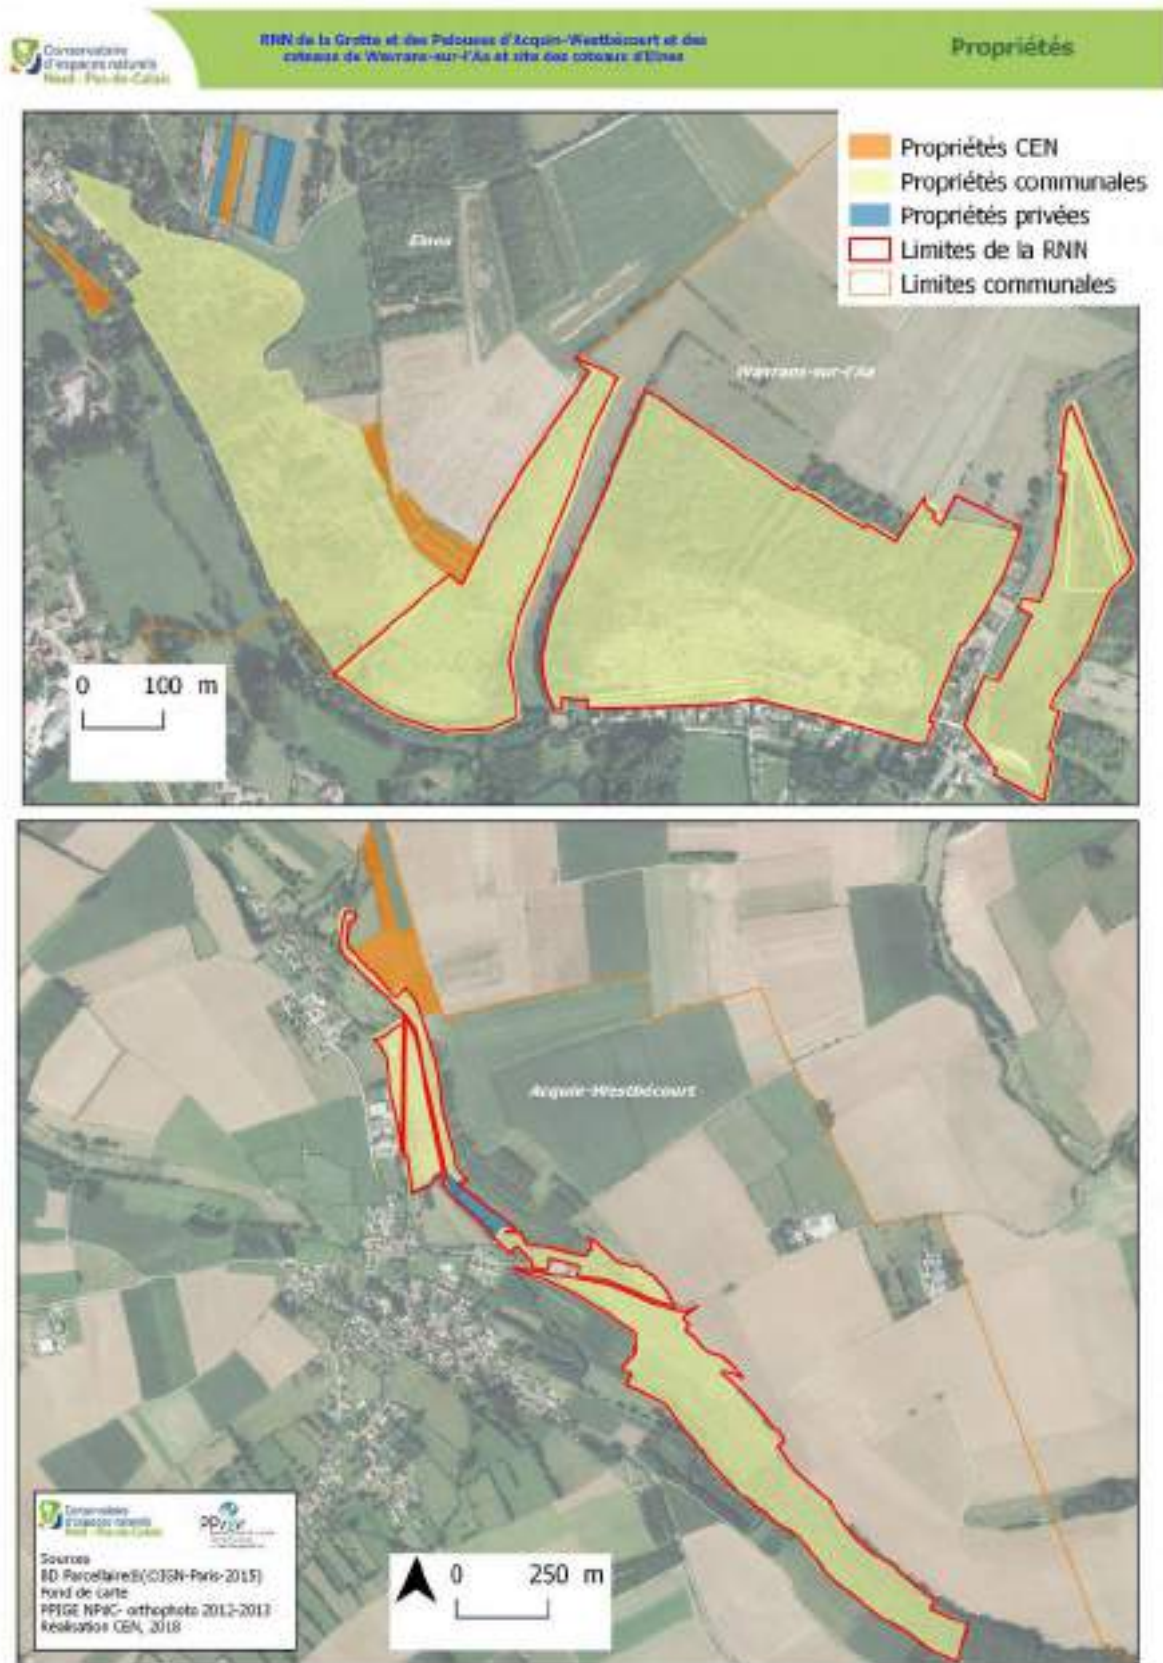 Conservatoire
d'espaces naturels
Nord - Pas-de-Calais
RNN de la Grotte et des Pelouses d'Acquin-Westbécourt et des
coteaux de Wavrans-sur-l'Aa et site des coteaux d'Elnes
Propriétés
Propriétés CEN
Propriétés communales
Propriétés privées
Limites de la RNN
Limites communales
Elnes
Wavrans-sur-l'Aa
0 100 m
Acquin-Westbécourt
Conservatoire
d'espaces naturels
Nord - Pas-de-Calais
PPIGE
Sources
BD Parcellaire®(©IGN-Paris-2015)
Fond de carte
PPIGE NPdC- orthophoto 2012-2013
Réalisation CEN, 2018
0 250 m